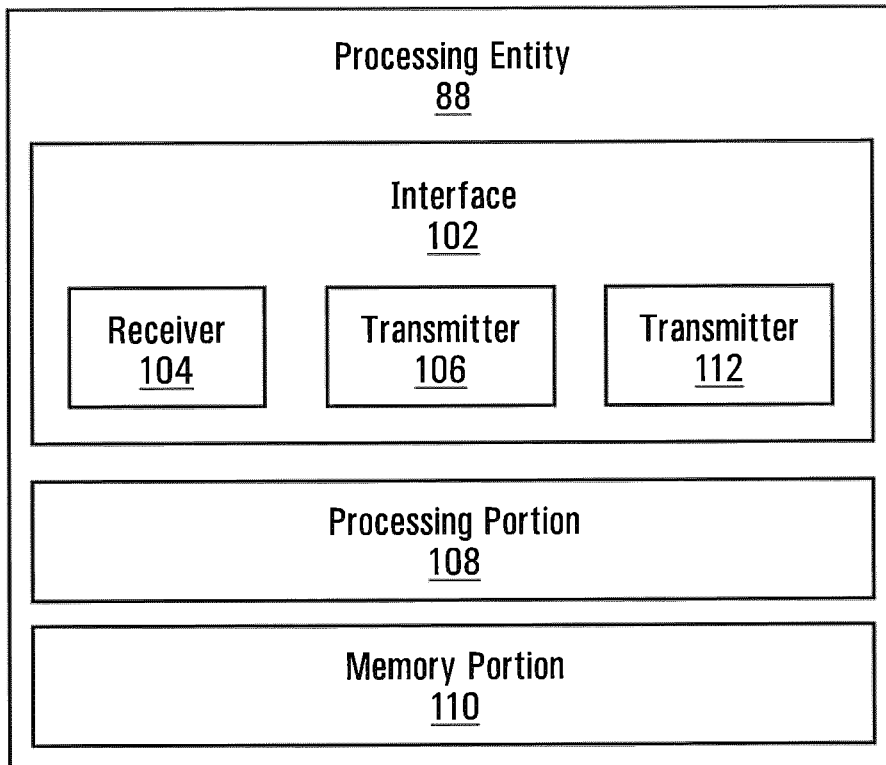 Processing Entity
88
Interface
102
Receiver
104
Transmitter
106
Transmitter
112
Processing Portion
108
Memory Portion
110